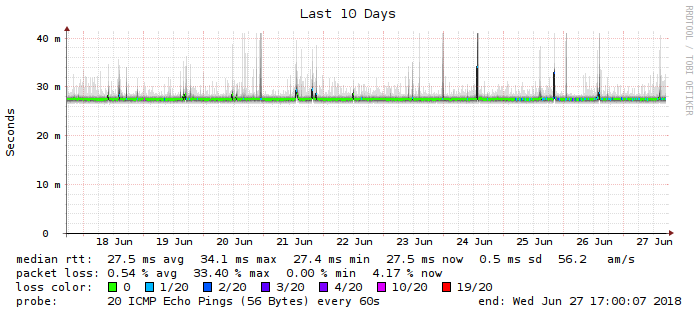 Last 10 Days
RRDTOOL / TOBI OETIKER
Seconds
40 m
30 m
20 m
10 m
0
18 Jun 19 Jun 20 Jun 21 Jun 22 Jun 23 Jun 24 Jun 25 Jun 26 Jun 27 Jun
median rtt: 27.5 ms avg 34.1 ms max 27.4 ms min 27.5 ms now 0.5 ms sd 56.2 am/s
packet loss: 0.54 % avg 33.40 % max 0.00 % min 4.17 % now
loss color: 0 1/20 2/20 3/20 4/20 10/20 19/20
probe: 20 ICMP Echo Pings (56 Bytes) every 60s end: Wed Jun 27 17:00:07 2018